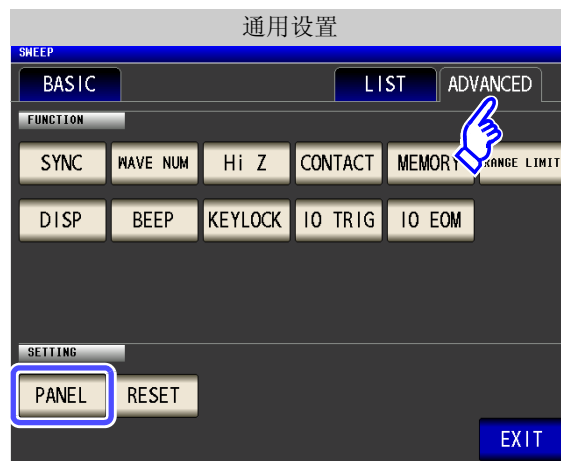 通用设置
SWEEP
BASIC LIST ADVANCED
FUNCTION
SYNC WAVE NUM Hi Z CONTACT MEMORY RANGE LIMIT
DISP BEEP KEYLOCK IO TRIG IO EOM
SETTING
PANEL RESET
EXIT